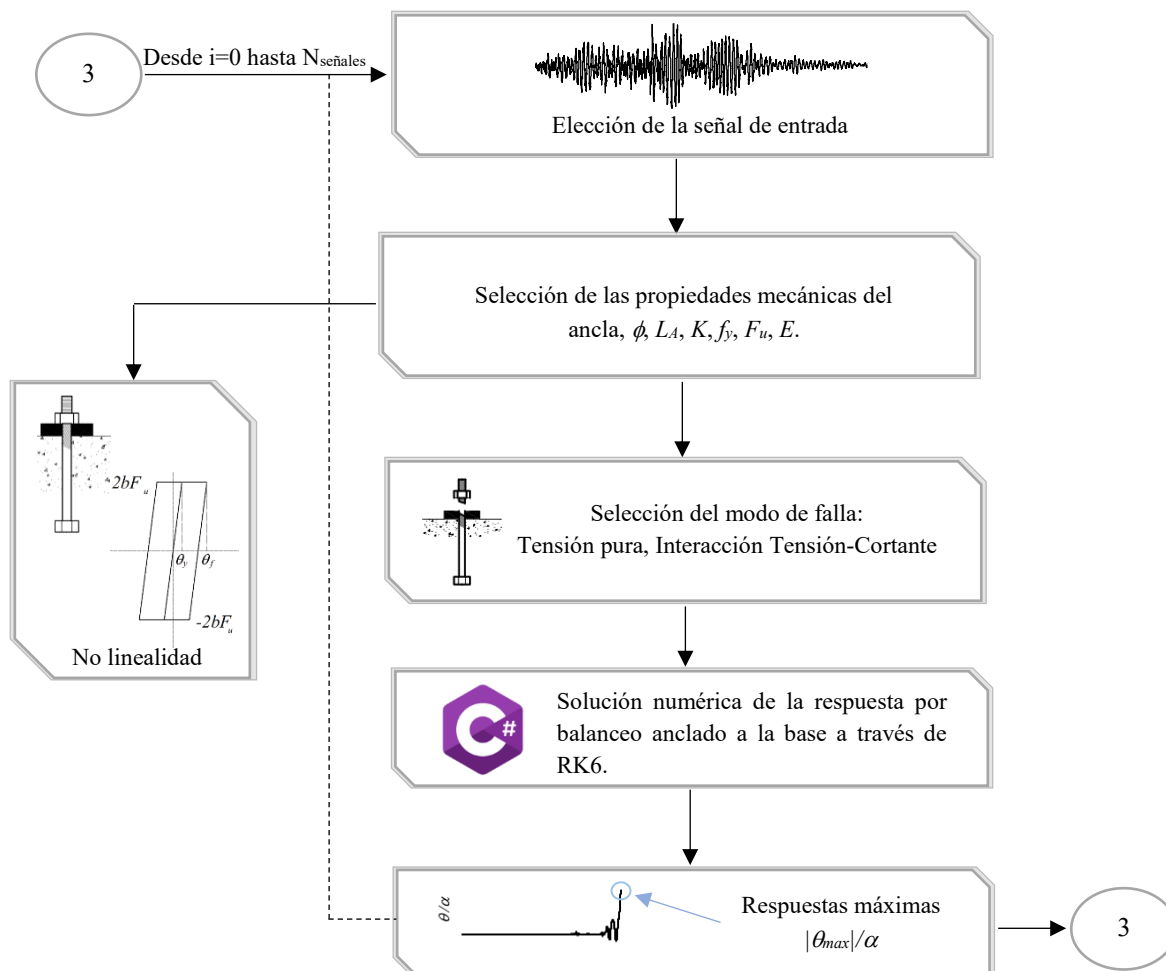 3
Desde i=0 hasta Nseñales
Elección de la señal de entrada
Selección de las propiedades mecánicas del
ancla, ϕ, LA, K, fy, Fu, E.
2bFu
θy
θf
-2bFu
No linealidad
Selección del modo de falla:
Tensión pura, Interacción Tensión-Cortante
C#
Solución numérica de la respuesta por
balanceo anclado a la base a través de
RK6.
θ/α
Respuestas máximas
|θmax|/α
3